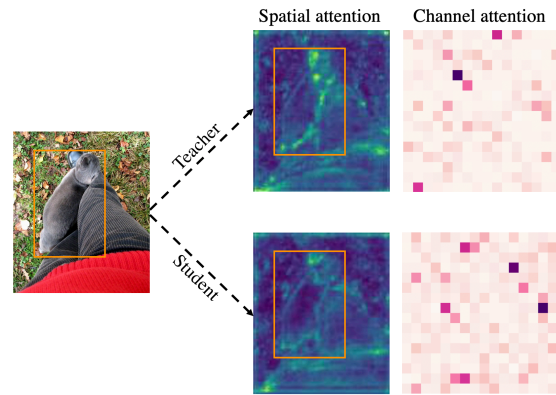 Spatial attention
Channel attention
Teacher
Student